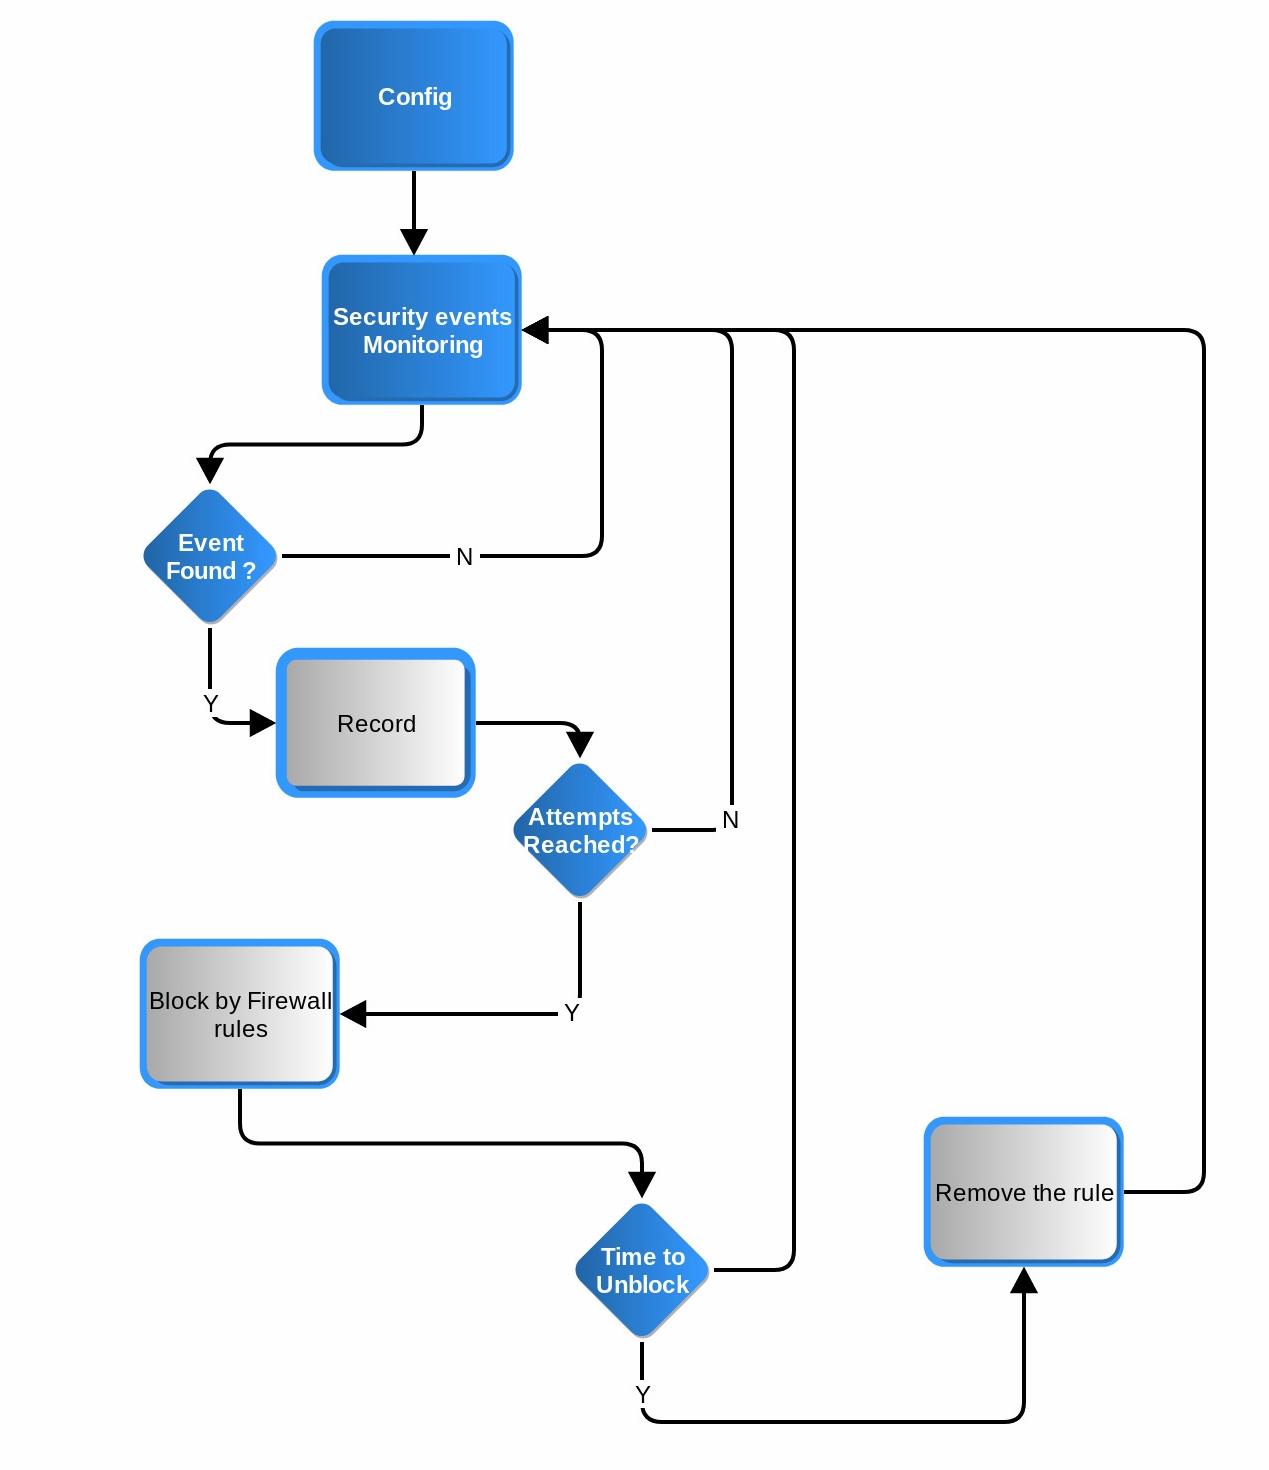 Config
Security events
Monitoring
Event
Found ?
N
Y
Record
Attempts
Reached?
N
Block by Firewall
rules
Y
Remove the rule
Time to
Unblock
Y